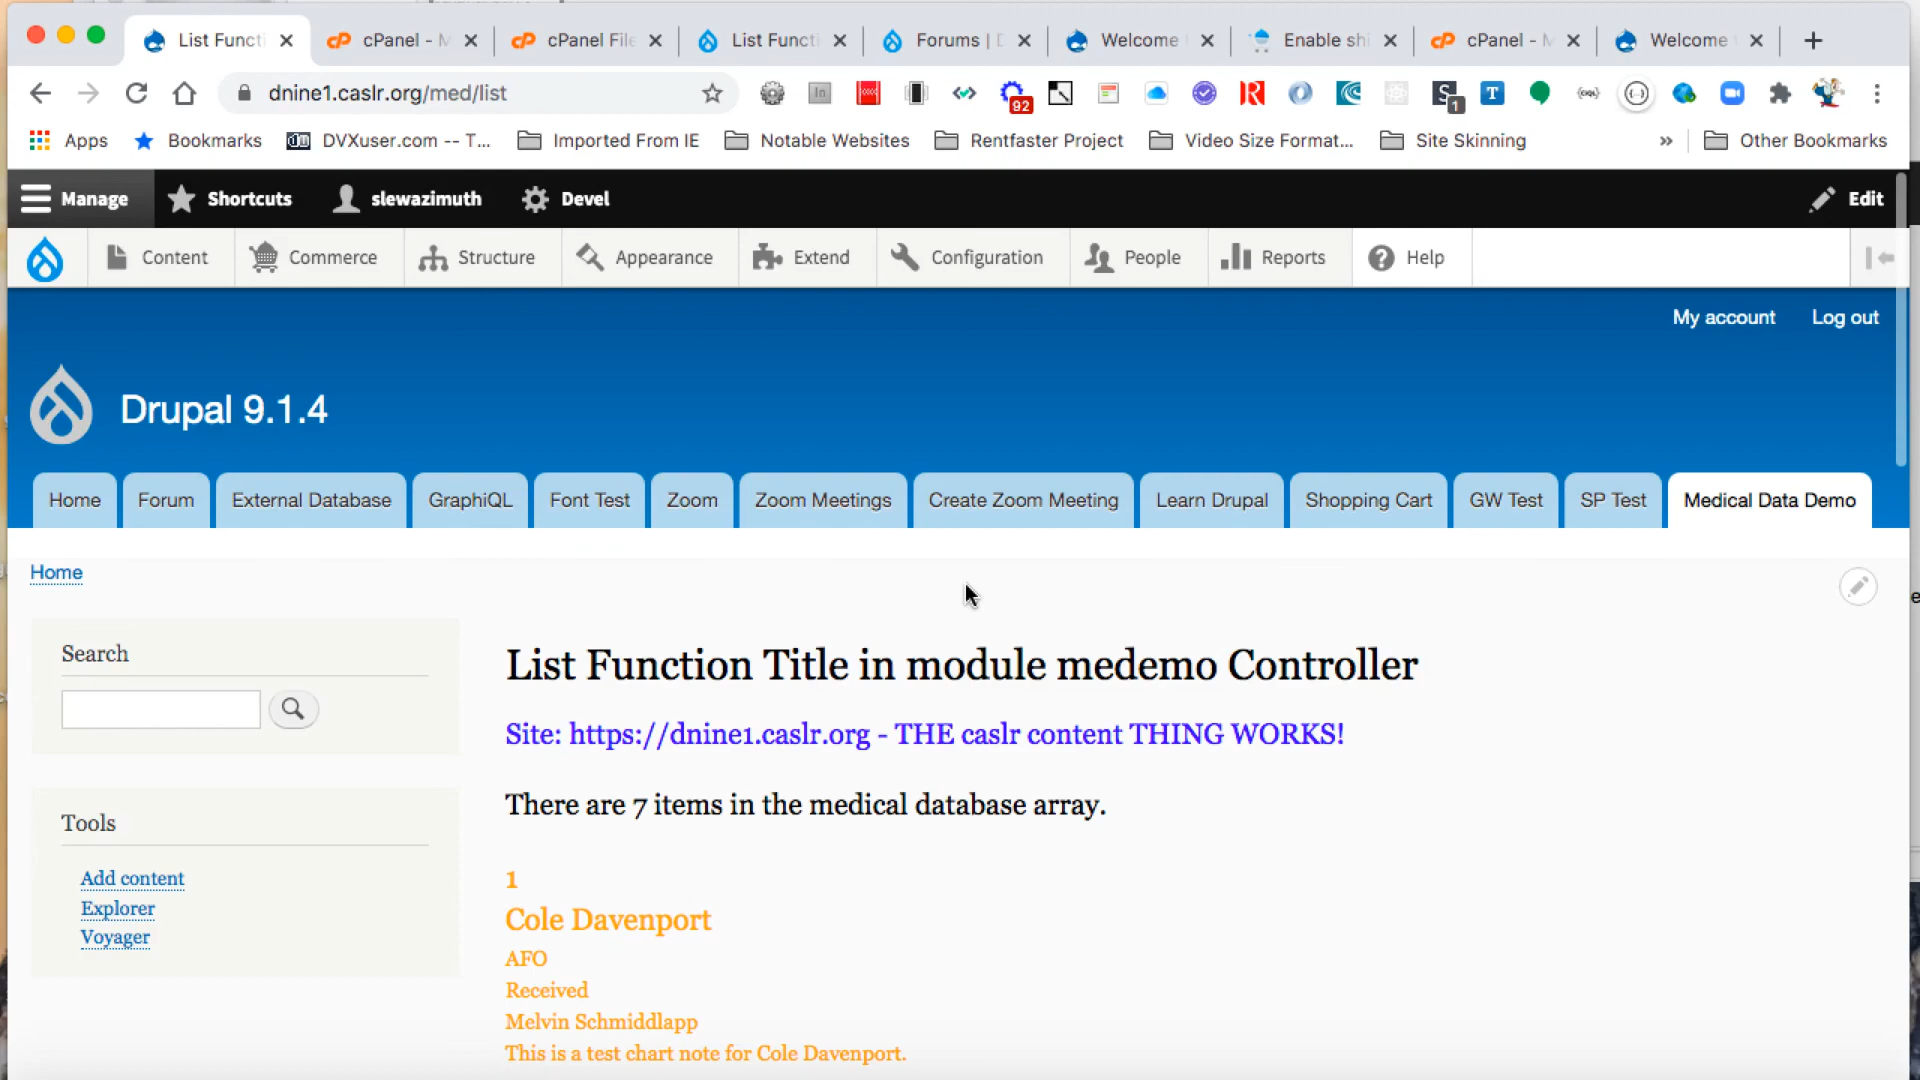 List Functi
cPanel - M
cPanel File
List Functi
Forums | D
Welcome
Enable shi
cPanel - M
Welcome
dnine1.caslr.org/med/list
92
1
Apps
Bookmarks
DVXuser.com -- T...
Imported From IE
Notable Websites
Rentfaster Project
Video Size Format...
Site Skinning
»
Other Bookmarks
Manage
Shortcuts
slewazimuth
Devel
Edit
Content
Commerce
Structure
Appearance
Extend
Configuration
People
Reports
Help
My account
Log out
Drupal 9.1.4
Home
Forum
External Database
GraphiQL
Font Test
Zoom
Zoom Meetings
Create Zoom Meeting
Learn Drupal
Shopping Cart
GW Test
SP Test
Medical Data Demo
Home
Search
Tools
Add content
Explorer
Voyager
List Function Title in module medemo Controller
Site: https://dnine1.caslr.org - THE caslr content THING WORKS!
There are 7 items in the medical database array.
1
Cole Davenport
AFO
Received
Melvin Schmiddlapp
This is a test chart note for Cole Davenport.